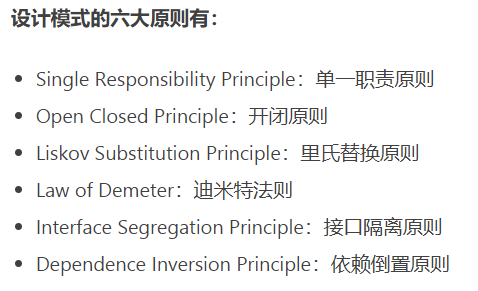 设计模式的六大原则有：
Single Responsibility Principle：单一职责原则
Open Closed Principle：开闭原则
Liskov Substitution Principle：里氏替换原则
Law of Demeter：迪米特法则
Interface Segregation Principle：接口隔离原则
Dependence Inversion Principle：依赖倒置原则